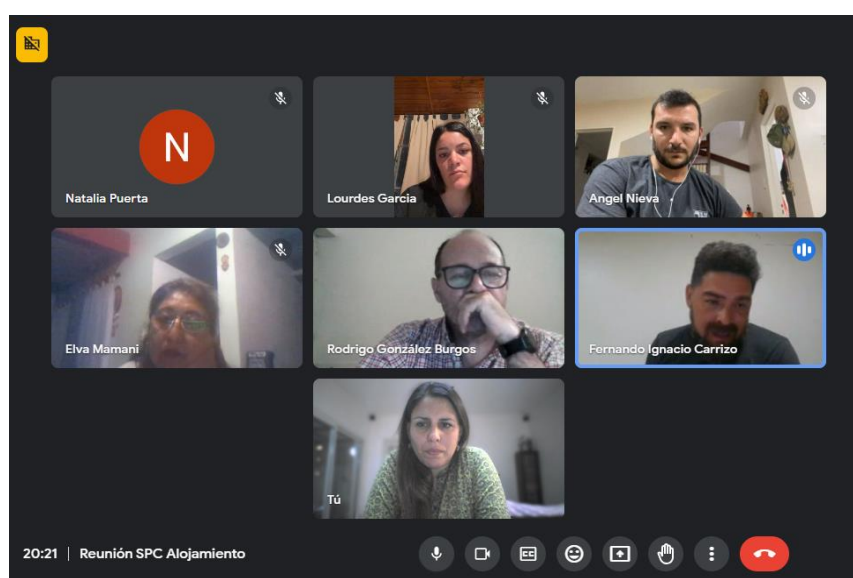 N
Natalia Puerta
Lourdes Garcia
Angel Nieva
Elva Mamani
Rodrigo González Burgos
Fernando Ignacio Carrizo
Tú
20:21 | Reunión SPC Alojamiento
CC